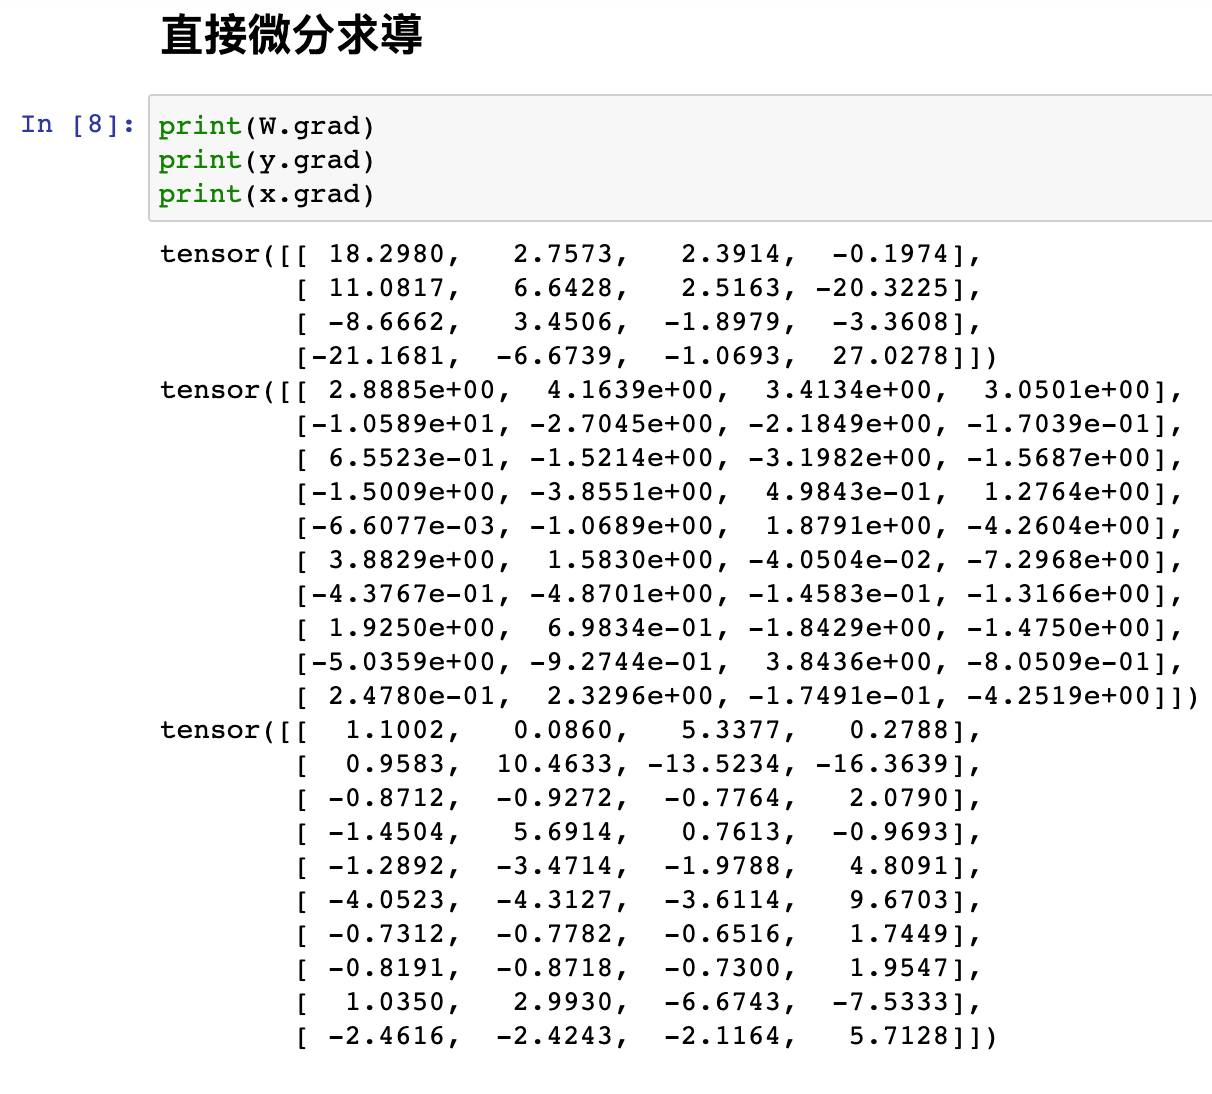 直接微分求導
In [8]: print(W.grad)
print(y.grad)
print(x.grad)
tensor([[ 18.2980,   2.7573,   2.3914,  -0.1974],
        [ 11.0817,   6.6428,   2.5163, -20.3225],
        [ -8.6662,   3.4506,  -1.8979,  -3.3608],
        [-21.1681,  -6.6739,  -1.0693,  27.0278]])
tensor([[ 2.8885e+00,  4.1639e+00,  3.4134e+00,  3.0501e+00],
        [-1.0589e+01, -2.7045e+00, -2.1849e+00, -1.7039e-01],
        [ 6.5523e-01, -1.5214e+00, -3.1982e+00, -1.5687e+00],
        [-1.5009e+00, -3.8551e+00,  4.9843e-01,  1.2764e+00],
        [-6.6077e-03, -1.0689e+00,  1.8791e+00, -4.2604e+00],
        [ 3.8829e+00,  1.5830e+00, -4.0504e-02, -7.2968e+00],
        [-4.3767e-01, -4.8701e+00, -1.4583e-01, -1.3166e+00],
        [ 1.9250e+00,  6.9834e-01, -1.8429e+00, -1.4750e+00],
        [-5.0359e+00, -9.2744e-01,  3.8436e+00, -8.0509e-01],
        [ 2.4780e-01,  2.3296e+00, -1.7491e-01, -4.2519e+00]])
tensor([[  1.1002,   0.0860,   5.3377,   0.2788],
        [  0.9583,  10.4633, -13.5234, -16.3639],
        [ -0.8712,  -0.9272,  -0.7764,   2.0790],
        [ -1.4504,   5.6914,   0.7613,  -0.9693],
        [ -1.2892,  -3.4714,  -1.9788,   4.8091],
        [ -4.0523,  -4.3127,  -3.6114,   9.6703],
        [ -0.7312,  -0.7782,  -0.6516,   1.7449],
        [ -0.8191,  -0.8718,  -0.7300,   1.9547],
        [  1.0350,   2.9930,  -6.6743,  -7.5333],
        [ -2.4616,  -2.4243,  -2.1164,   5.7128]])